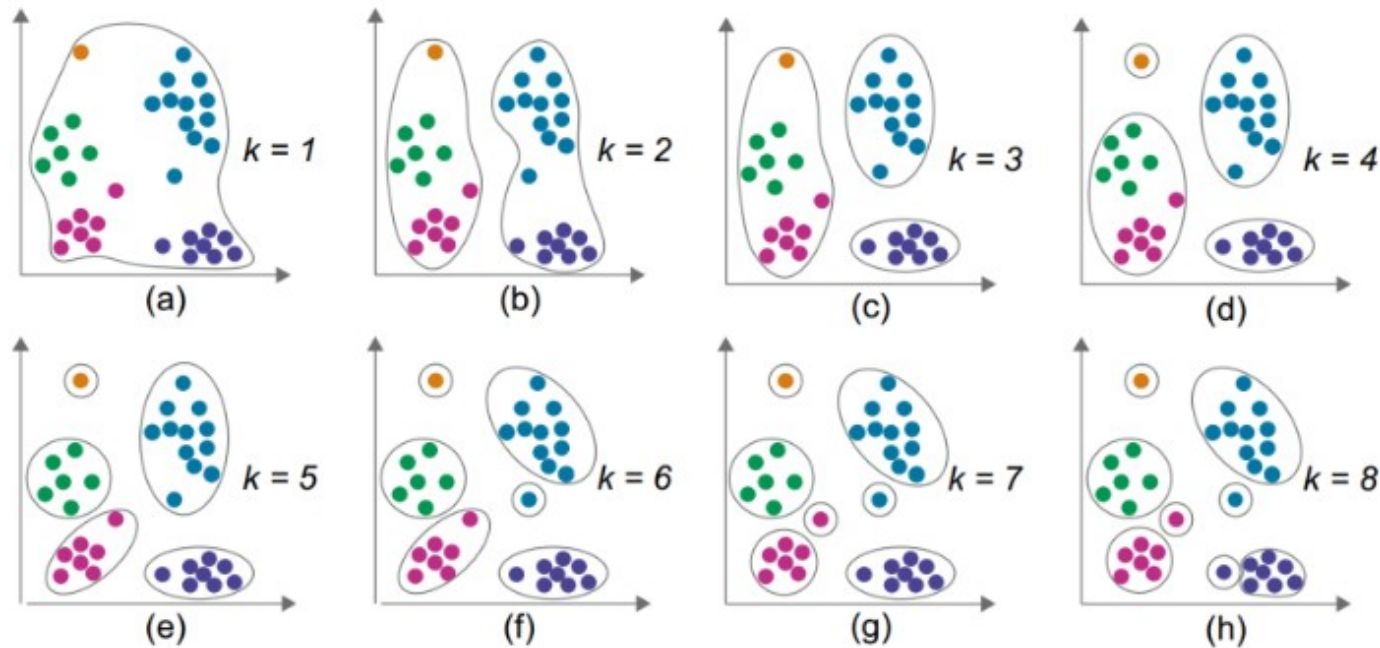 k = 1
k = 2
k = 3
k = 4
(a)
(b)
(c)
(d)
k = 5
k = 6
k = 7
k = 8
(e)
(f)
(g)
(h)